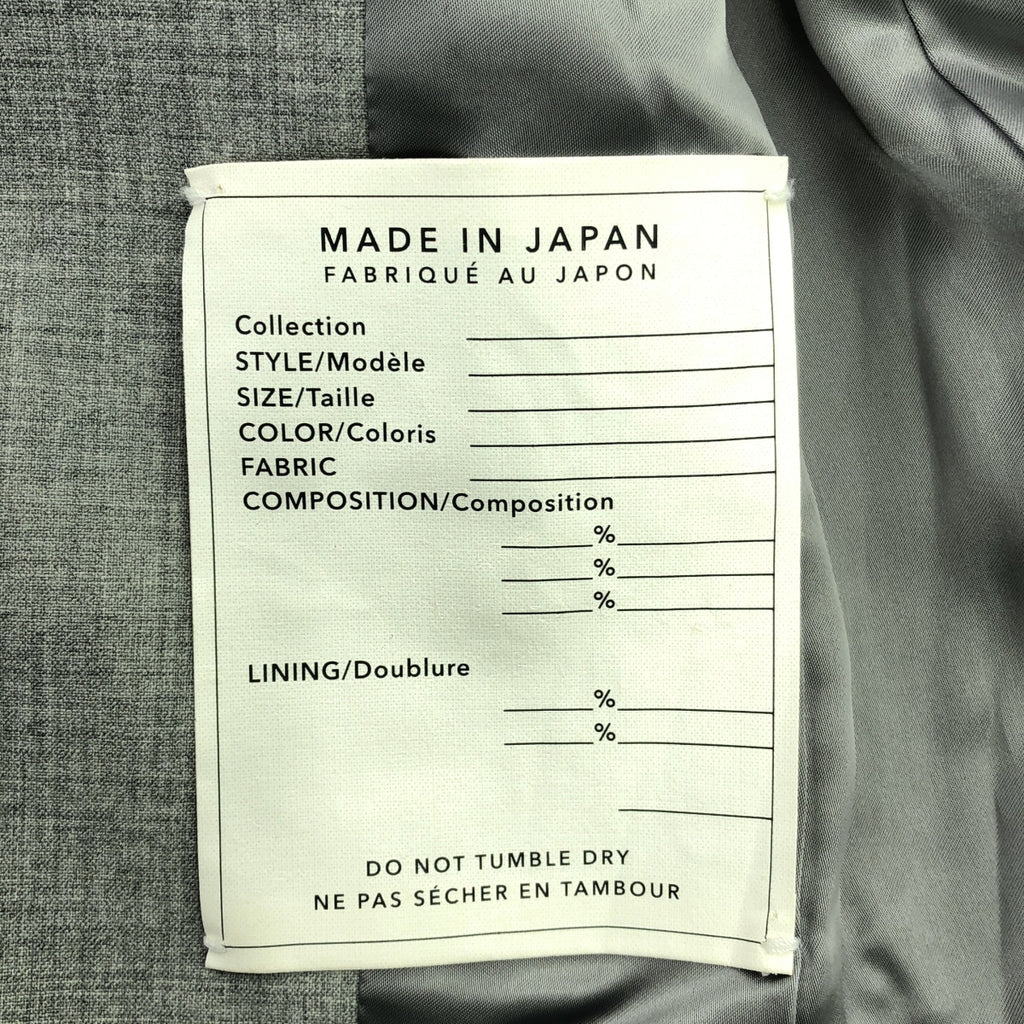 MADE IN JAPAN
FABRIQUÉ AU JAPON
Collection
STYLE/Modèle
SIZE/Taille
COLOR/Coloris
FABRIC
COMPOSITION/Composition
%
%
%
LINING/Doublure
%
%
DO NOT TUMBLE DRY
NE PAS SÉCHER EN TAMBOUR